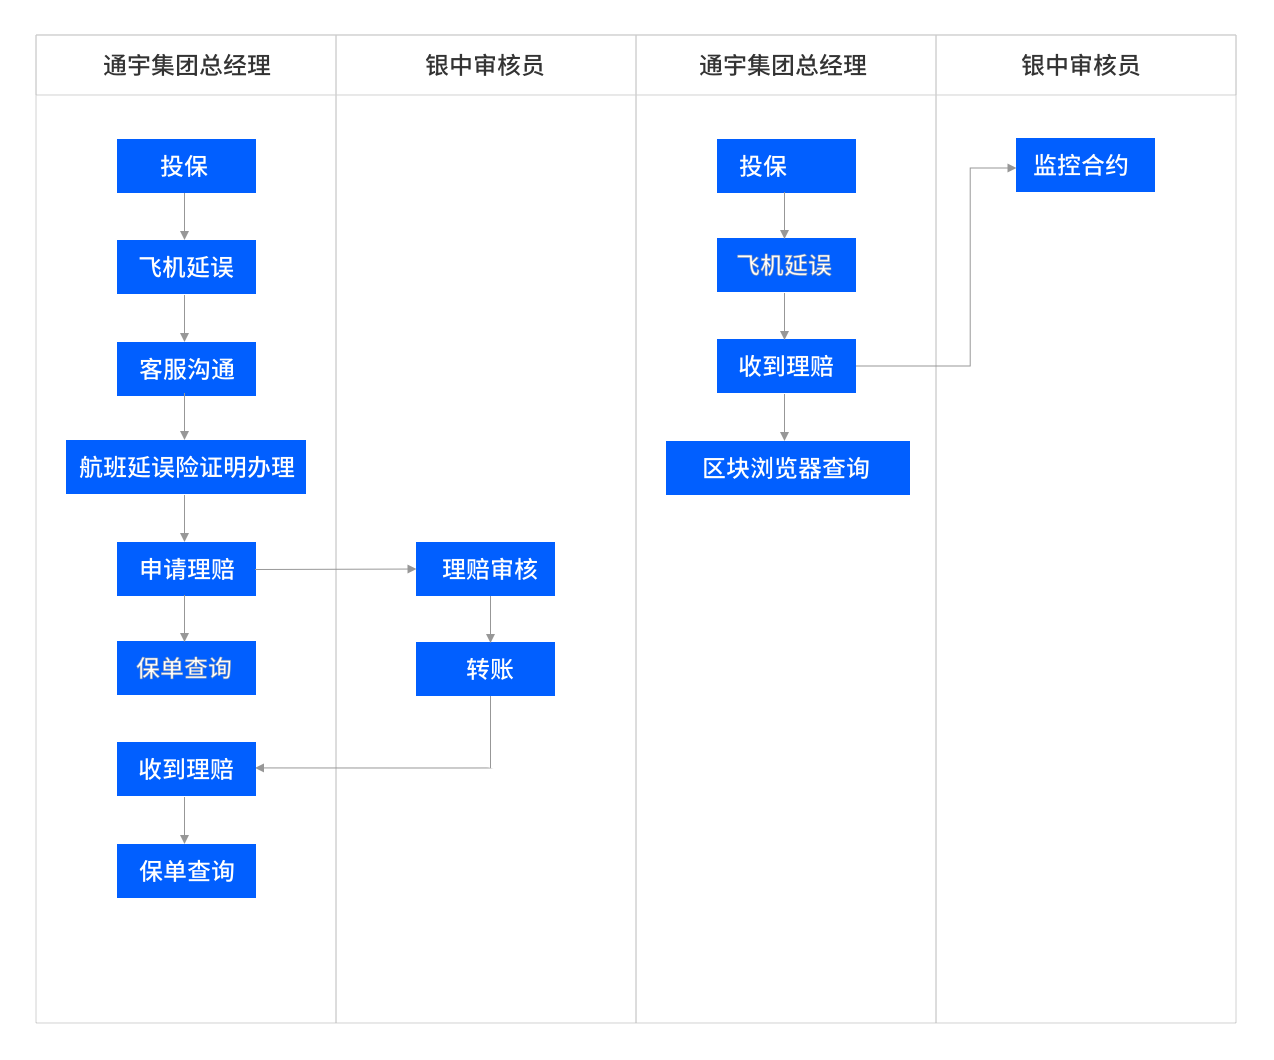 通宇集团总经理
银中审核员
通宇集团总经理
银中审核员
投保
飞机延误
客服沟通
航班延误险证明办理
申请理赔
保单查询
收到理赔
保单查询
理赔审核
转账
投保
飞机延误
收到理赔
区块浏览器查询
监控合约